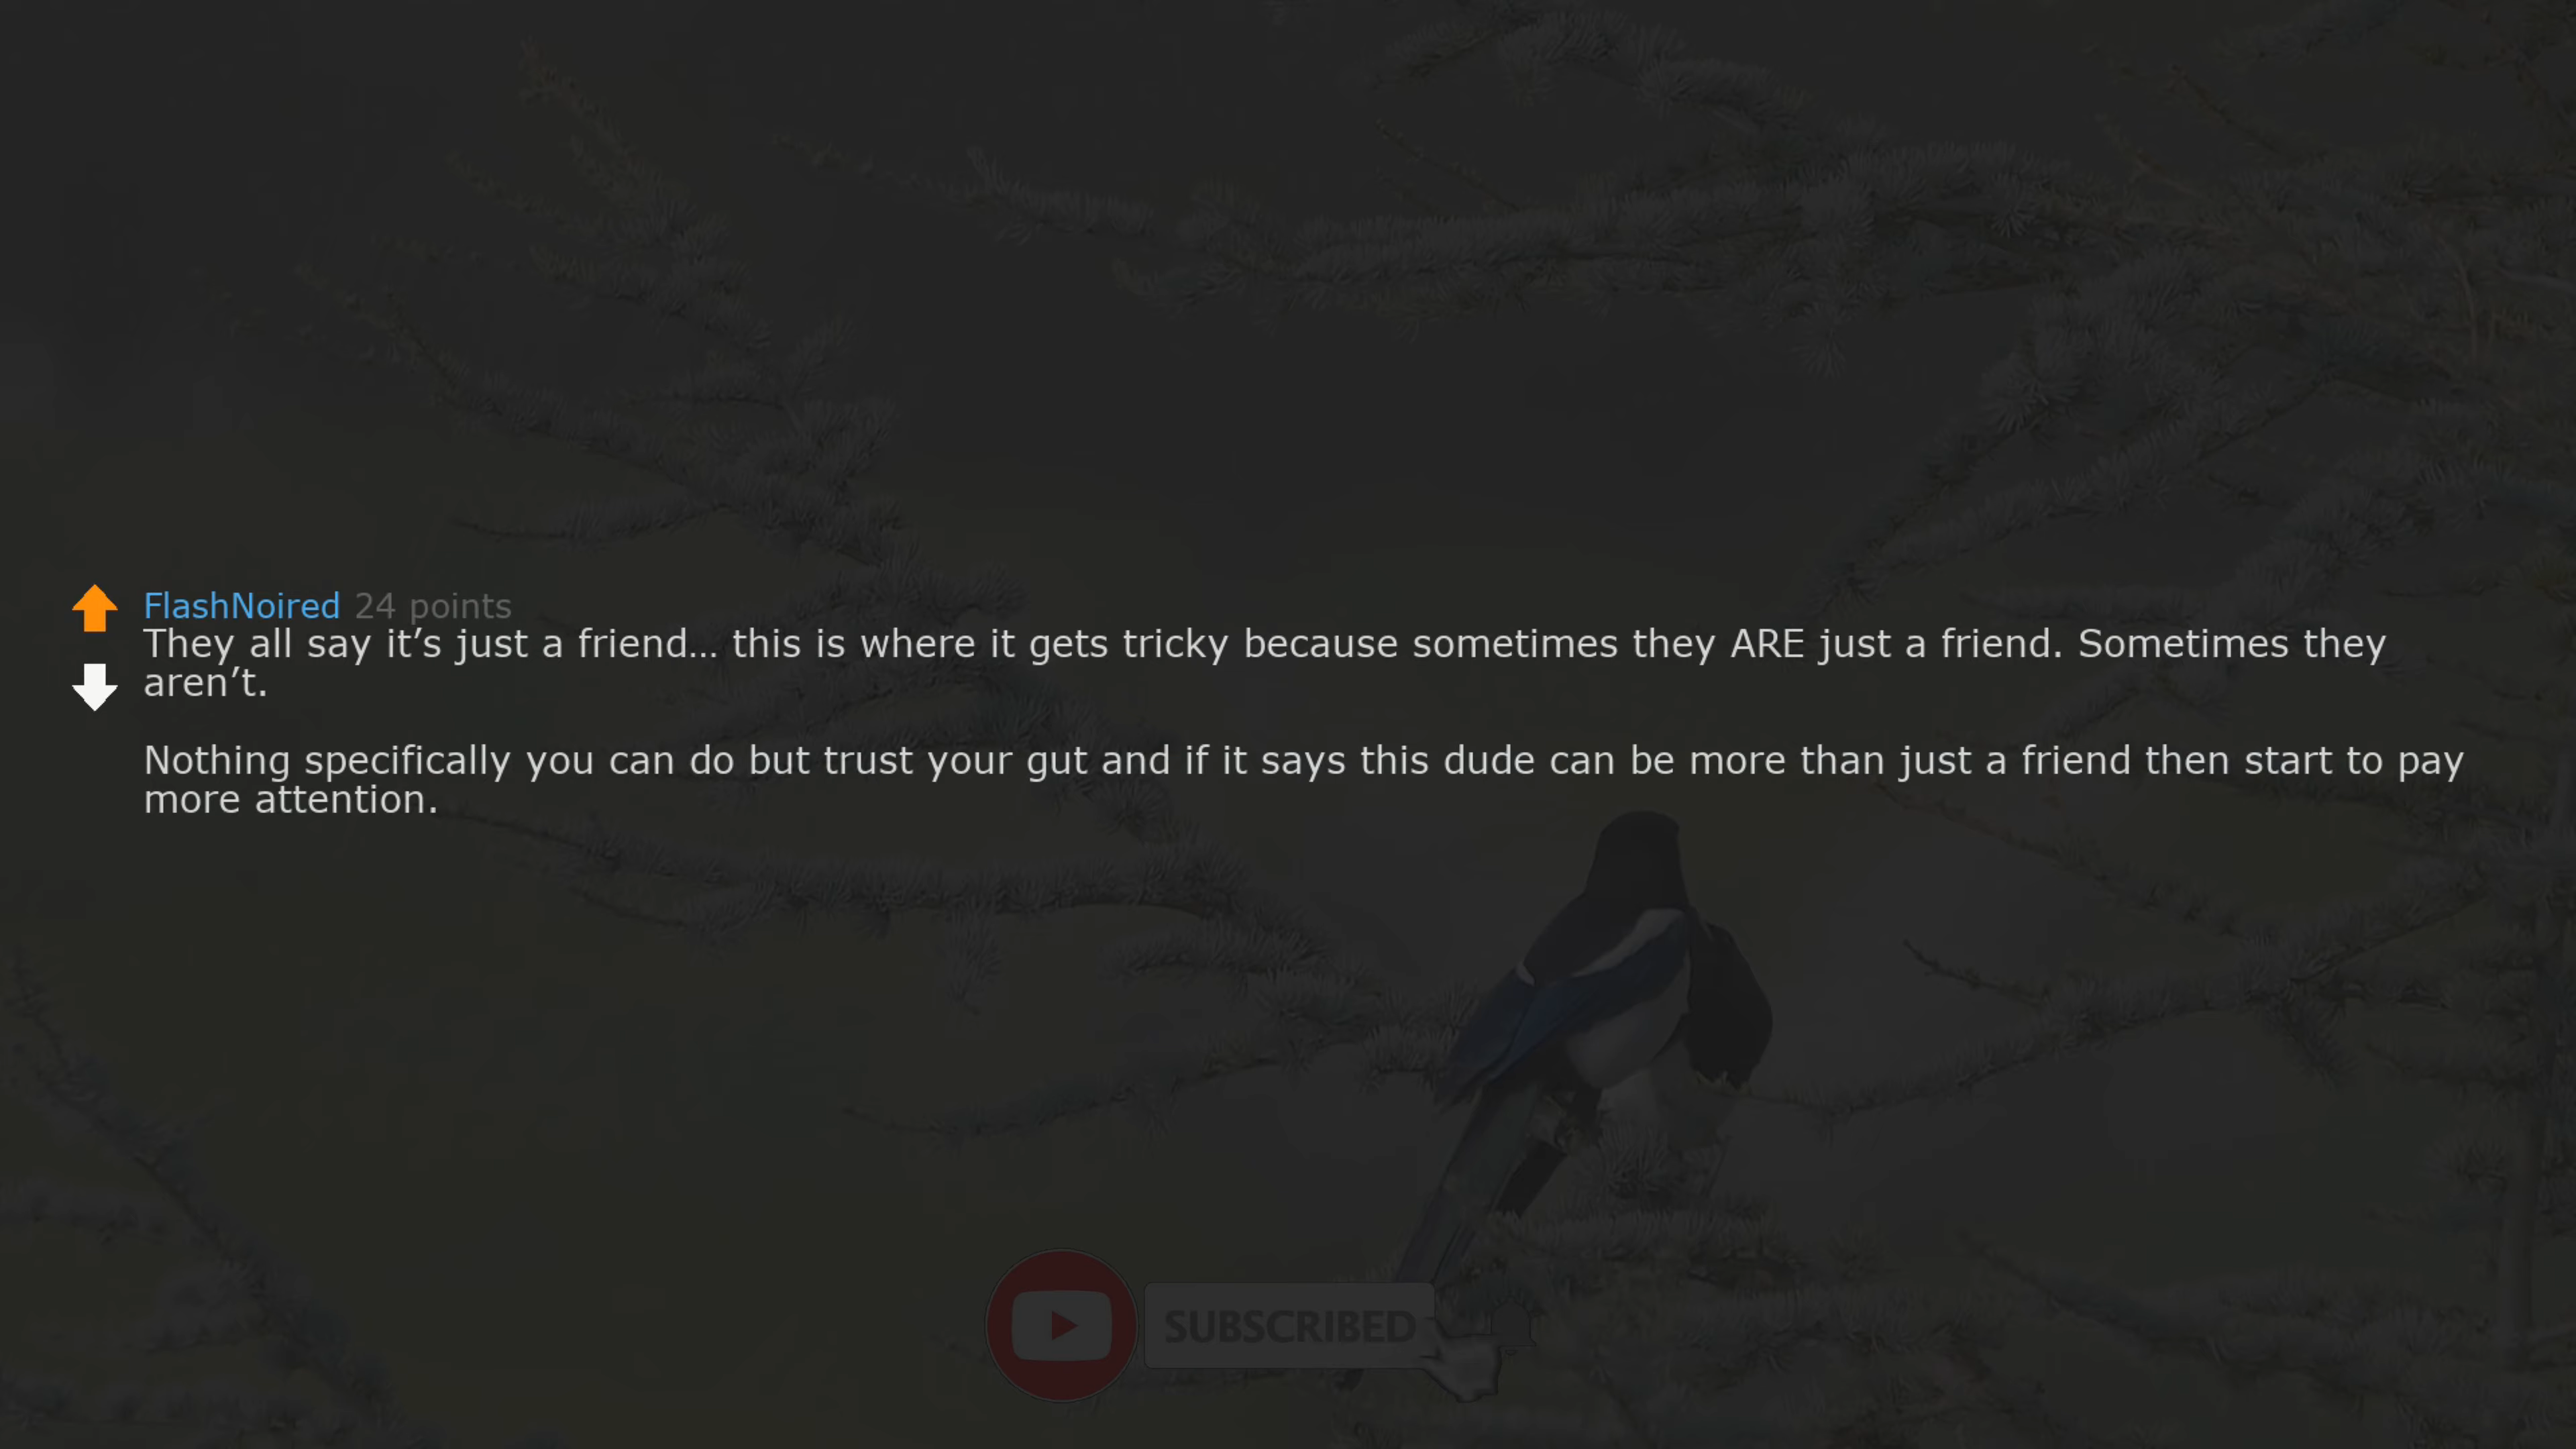 FlashNoired 24 points
They all say it’s just a friend... this is where it gets tricky because sometimes they ARE just a friend. Sometimes they
aren’t.
Nothing specifically you can do but trust your gut and if it says this dude can be more than just a friend then start to pay
more attention.
SUBSCRIBED